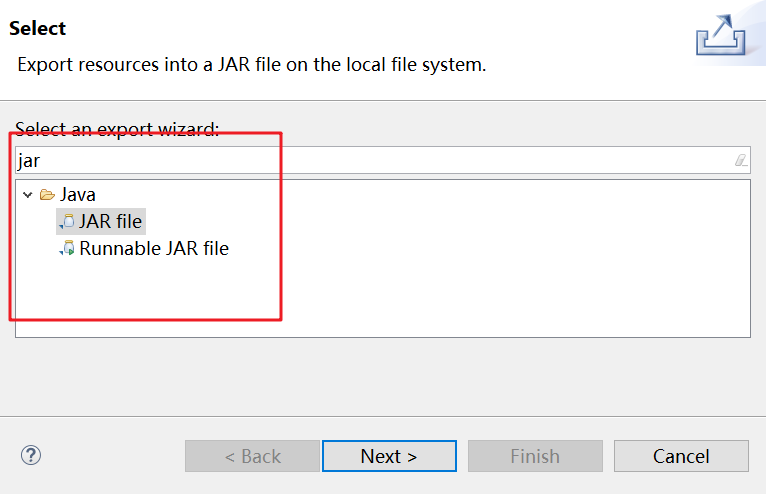 Select
Export resources into a JAR file on the local file system.
Select an export wizard:
jar
Java
JAR file
Runnable JAR file
?
< Back
Next >
Finish
Cancel